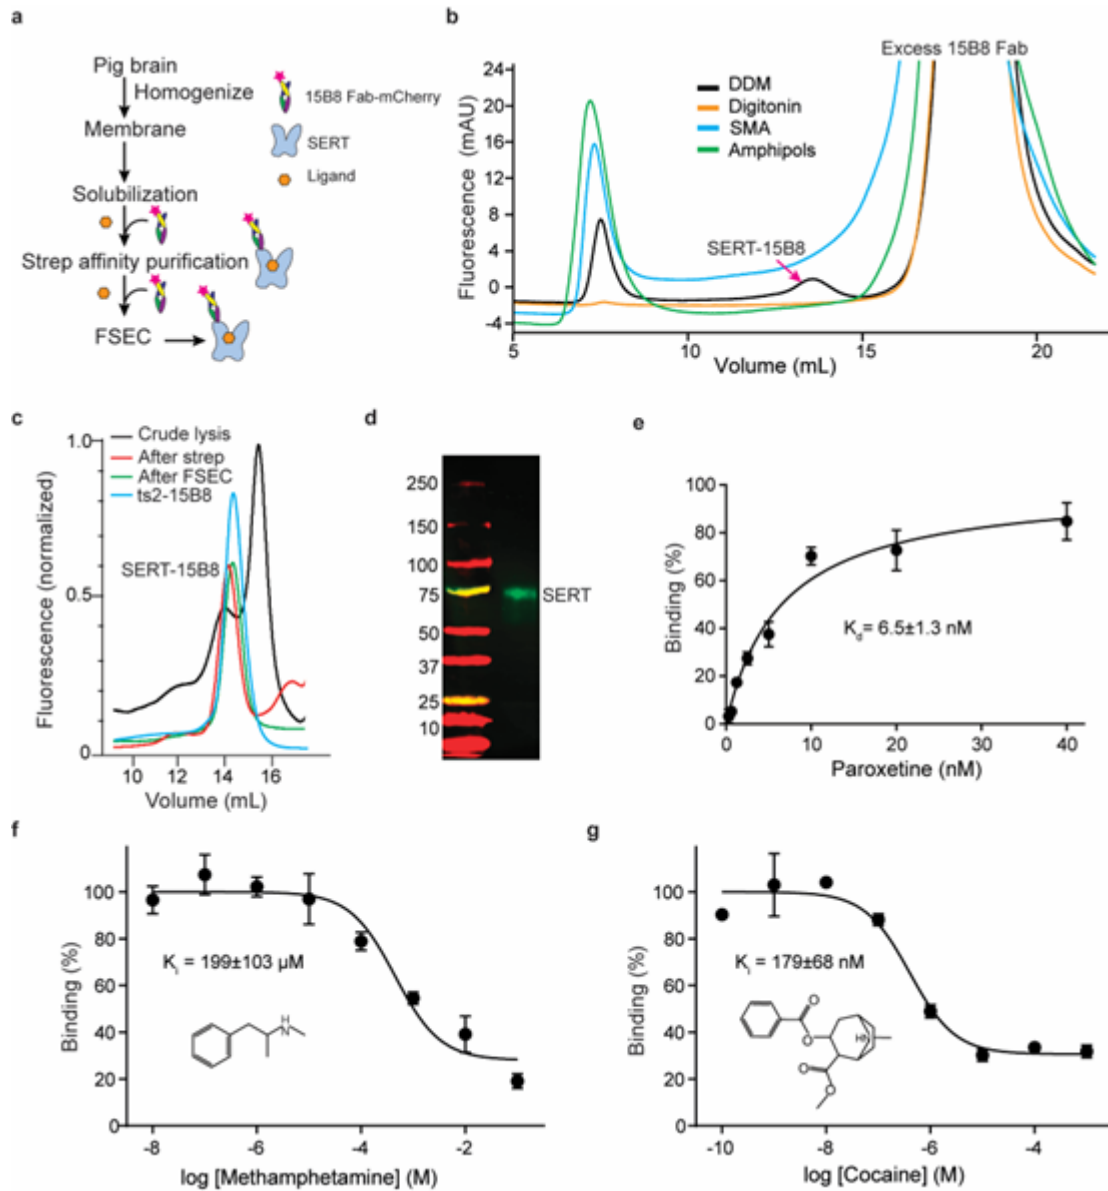 a
Pig brain
Homogenize
Membrane
Solubilization
Strep affinity purification
FSEC
15B8 Fab-mCherry
SERT
Ligand
b
Excess 15B8 Fab
DDM
Digitonin
SMA
Amphipols
SERT-15B8
Fluorescence (mAU)
24
20
16
12
8
4
0
-4
5
10
15
20
Volume (mL)
c
Crude lysis
After strep
After FSEC
ts2-15B8
SERT-15B8
Fluorescence (normalized)
1.0
0.5
0
10
12
14
16
Volume (mL)
d
250
150
100
75
50
37
25
10
SERT
e
Binding (%)
100
80
60
40
20
0
Kd= 6.5±1.3 nM
0
10
20
30
40
Paroxetine (nM)
f
Binding (%)
100
80
60
40
20
0
Ki = 199±103 µM
H
N
-8
-6
-4
-2
log [Methamphetamine] (M)
g
Binding (%)
100
80
60
40
20
0
Ki = 179±68 nM
O
O
HN
O
O
-10
-8
-6
-4
log [Cocaine] (M)